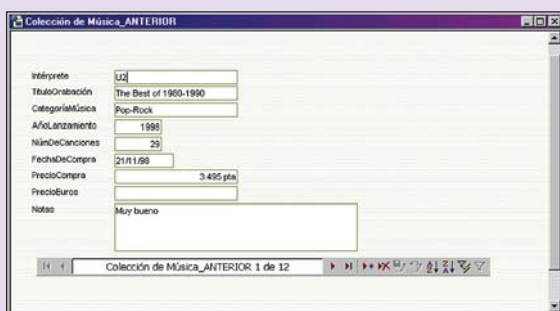 Colección de Música_ANTERIOR
Intérprete U2
TítuloGrabación The Best of 1980-1990
CategoríaMúsica Pop-Rock
AñoLanzamiento 1998
NúmDeCanciones 29
FechaDeCompra 21/11/98
PrecioCompra 3.495 pta
PrecioEuros
Notas Muy bueno
Colección de Música_ANTERIOR 1 de 12